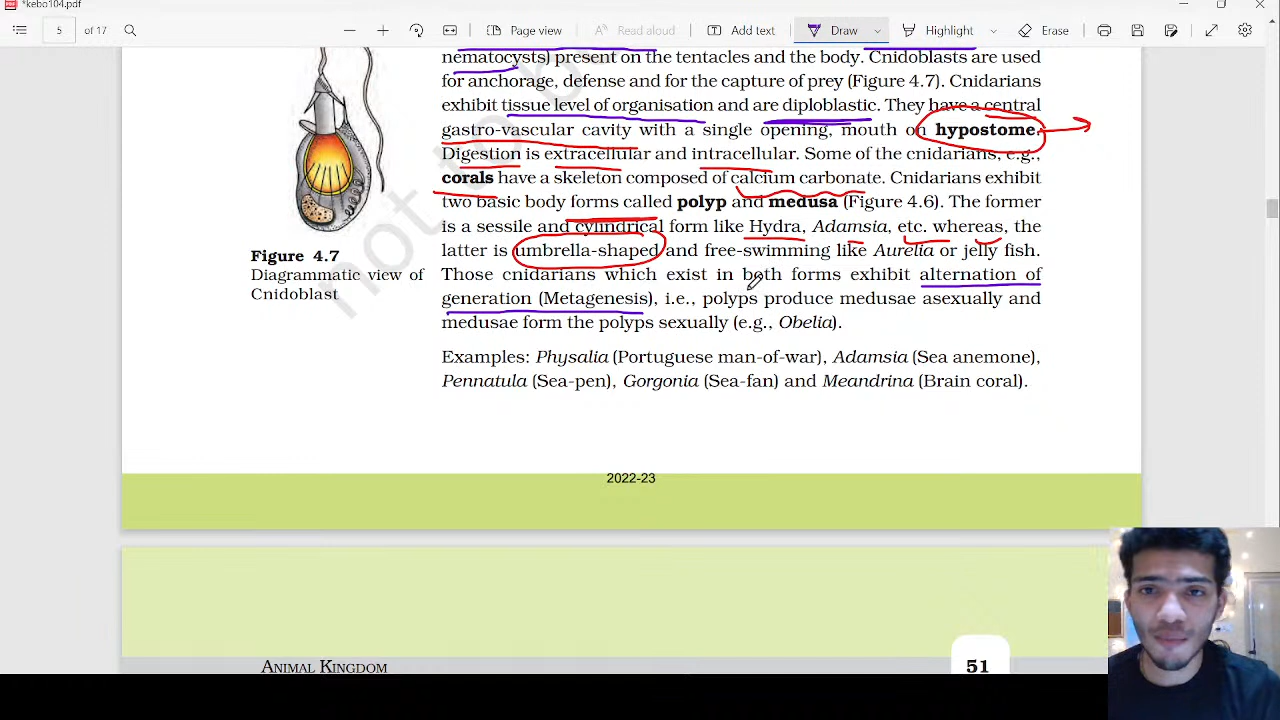 *kebo104.pdf
5 of 17 Page view Read aloud Add text Draw Highlight Erase
nematocysts) present on the tentacles and the body. Cnidoblasts are used
for anchorage, defense and for the capture of prey (Figure 4.7). Cnidarians
exhibit tissue level of organisation and are diploblastic. They have a central
gastro-vascular cavity with a single opening, mouth on hypostome.
Digestion is extracellular and intracellular. Some of the cnidarians, e.g.,
corals have a skeleton composed of calcium carbonate. Cnidarians exhibit
two basic body forms called polyp and medusa (Figure 4.6). The former
is a sessile and cylindrical form like Hydra, Adamsia, etc. whereas, the
latter is umbrella-shaped and free-swimming like Aurelia or jelly fish.
Those cnidarians which exist in both forms exhibit alternation of
generation (Metagenesis), i.e., polyps produce medusae asexually and
medusae form the polyps sexually (e.g., Obelia).
Figure 4.7
Diagrammatic view of
Cnidoblast
Examples: Physalia (Portuguese man-of-war), Adamsia (Sea anemone),
Pennatula (Sea-pen), Gorgonia (Sea-fan) and Meandrina (Brain coral).
not to b
2022-23
ANIMAL KINGDOM
51